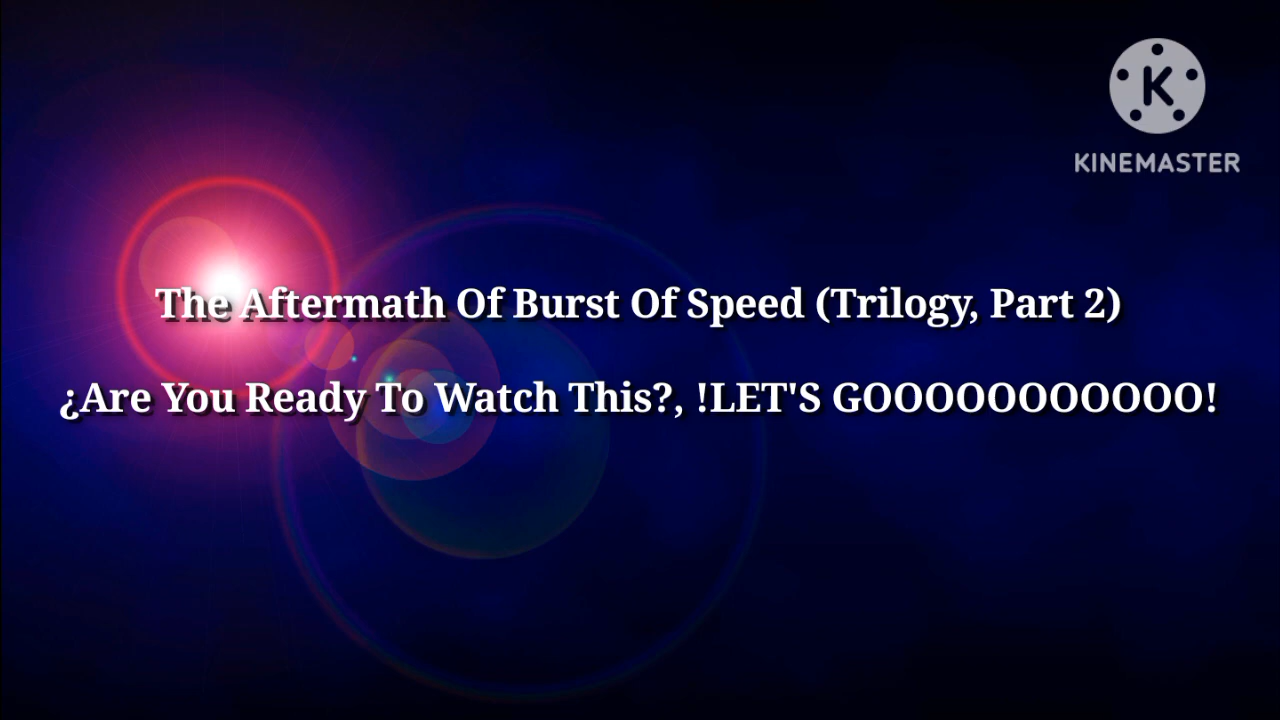 K
KINEMASTER
The Aftermath Of Burst Of Speed (Trilogy, Part 2)
¿Are You Ready To Watch This?, !LET'S GOOOOOOOOOOO!